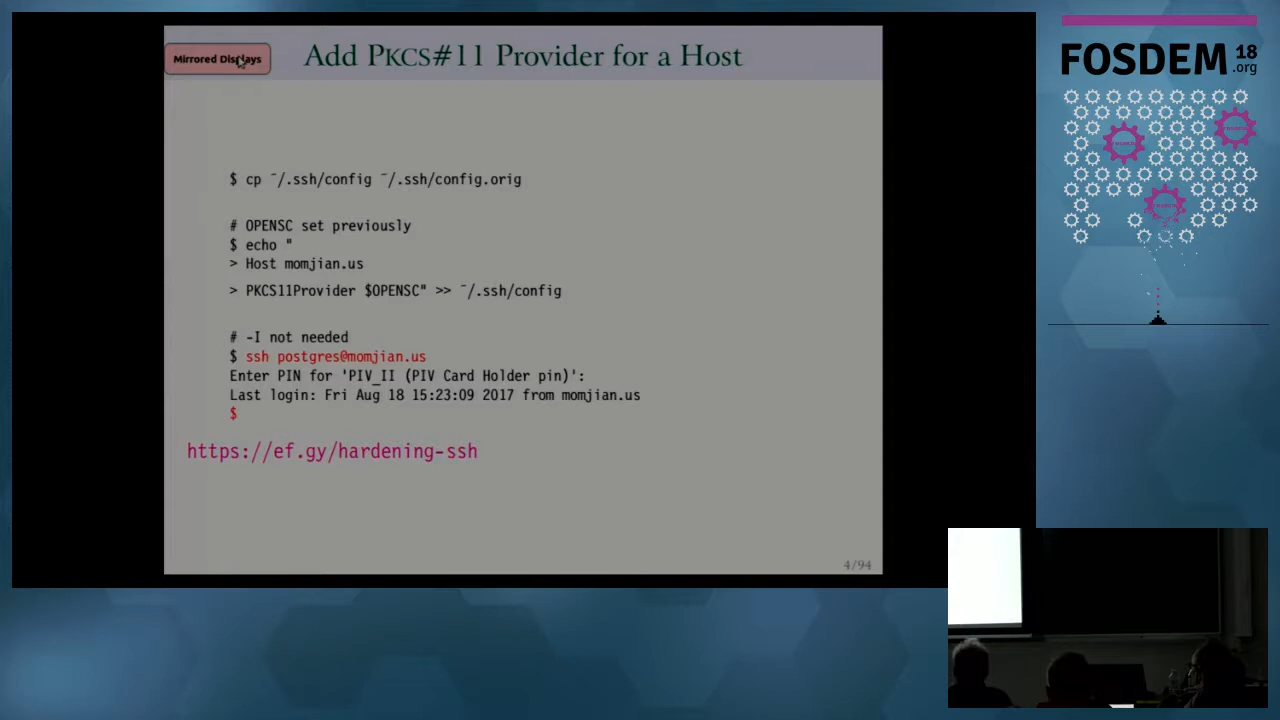 Mirrored Displays
Add PKCS#11 Provider for a Host
$ cp ~/.ssh/config ~/.ssh/config.orig
# OPENSC set previously
$ echo "
> Host momjian.us
> PKCS11Provider $OPENSC" >> ~/.ssh/config
# -I not needed
$ ssh postgres@momjian.us
Enter PIN for 'PIV_II (PIV Card Holder pin)':
Last login: Fri Aug 18 15:23:09 2017 from momjian.us
$
https://ef.gy/hardening-ssh
4/94
FOSDEM 18
.org